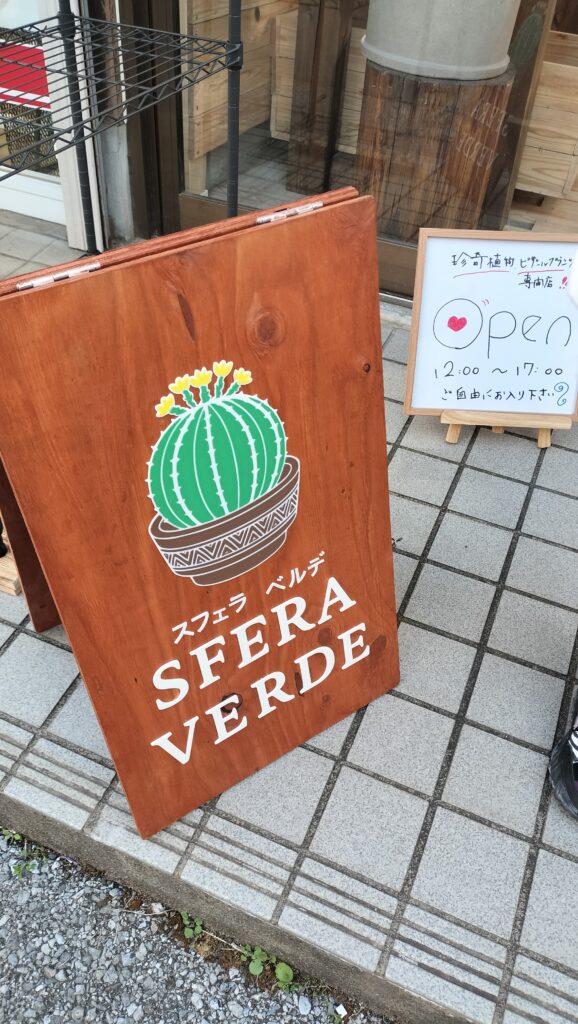 スフェラ ベルデ
SFERA
VERDE
珍奇植物 ビザールプランツ
専門店!!
Open
12:00 ~ 17:00
ご自由にお入り下さい